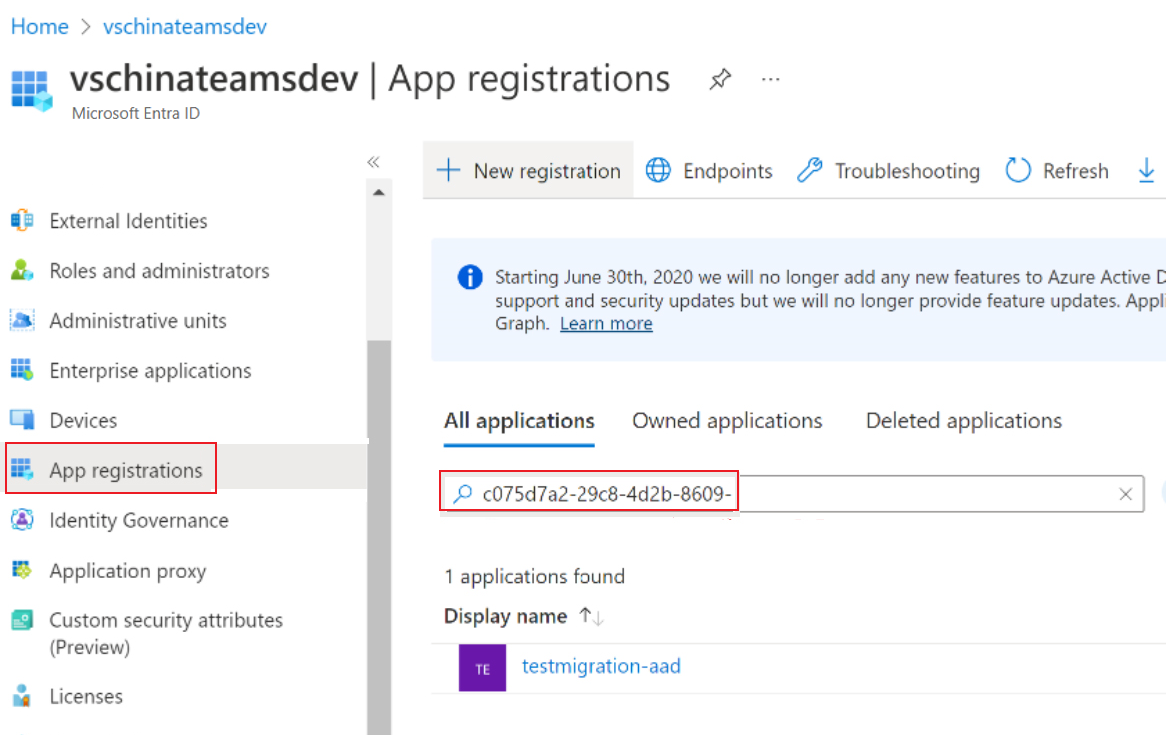 Home > vschinateamsdev
vschinateamsdev | App registrations
Microsoft Entra ID
New registration Endpoints Troubleshooting Refresh
External Identities
Roles and administrators
Administrative units
Enterprise applications
Devices
App registrations
Identity Governance
Application proxy
Custom security attributes
(Preview)
Licenses
Starting June 30th, 2020 we will no longer add any new features to Azure Active D
support and security updates but we will no longer provide feature updates. Appli
Graph. Learn more
All applications Owned applications Deleted applications
c075d7a2-29c8-4d2b-8609-
1 applications found
Display name
TE testmigration-aad